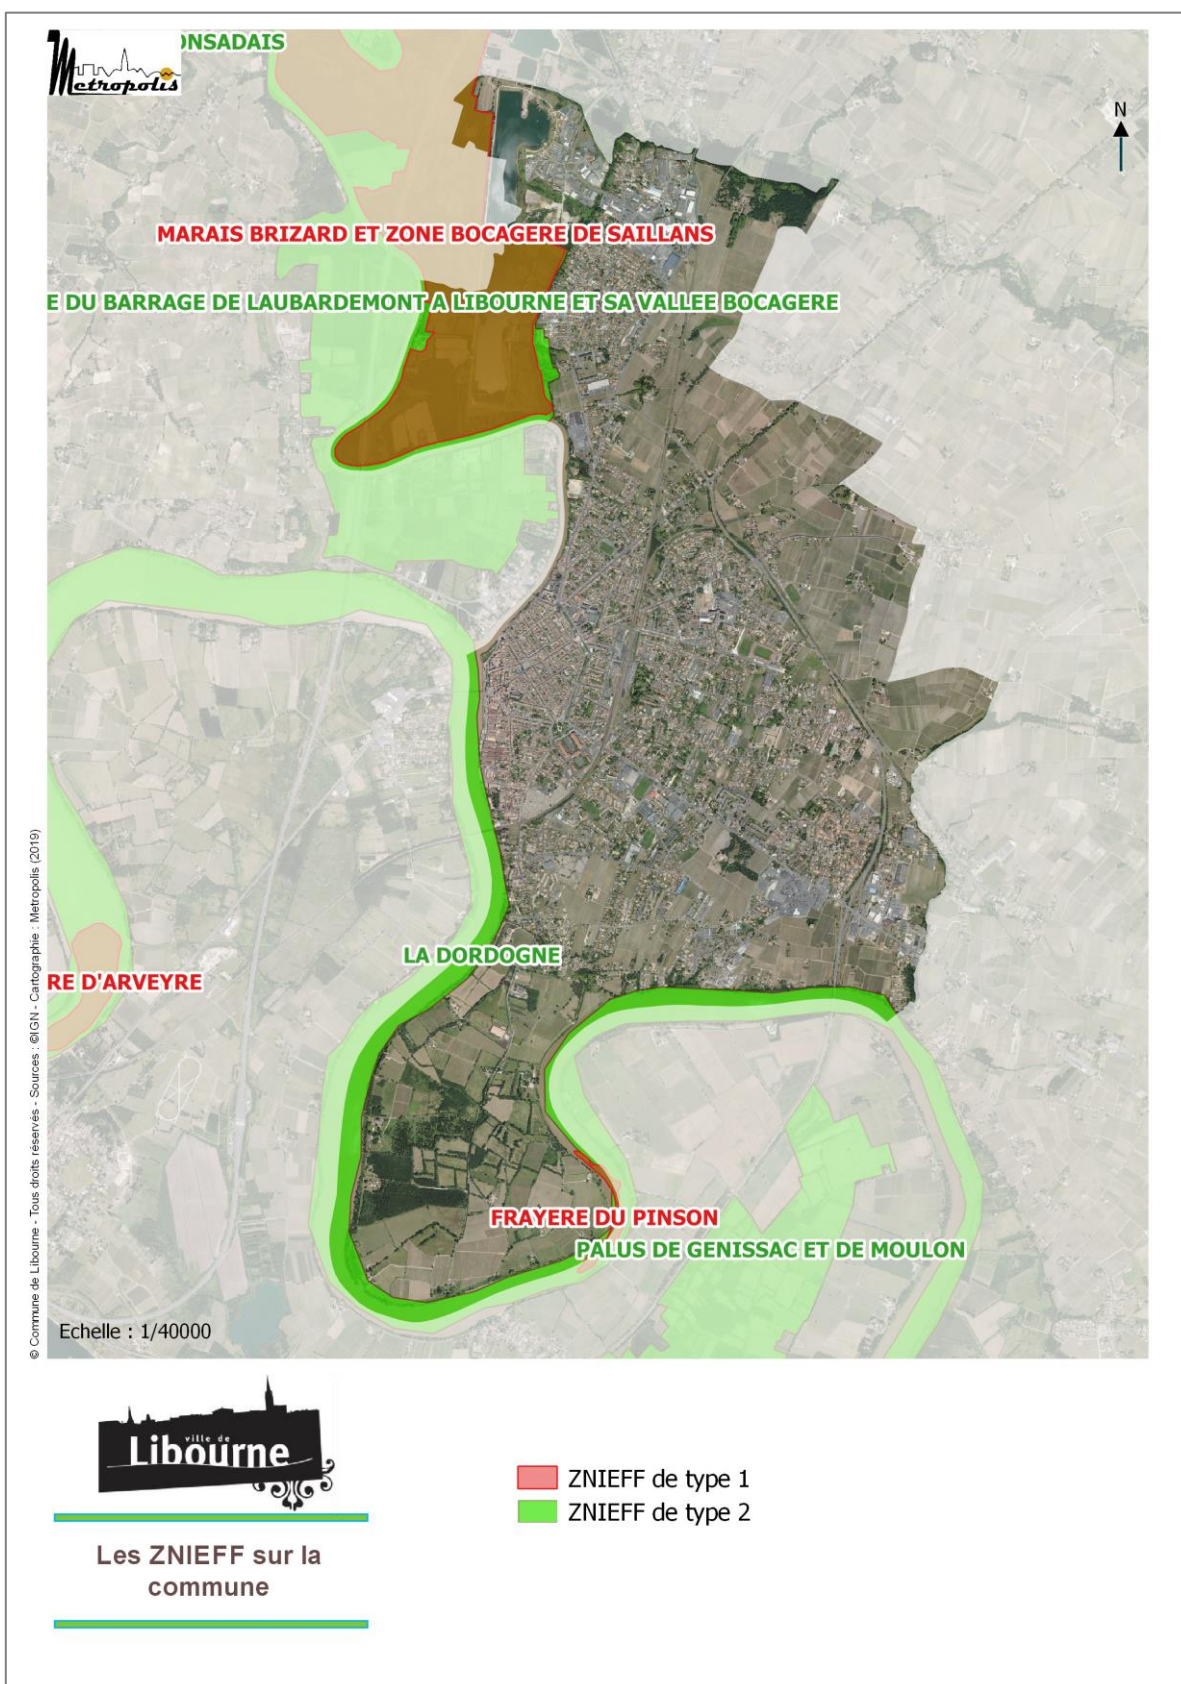 ONSADAIS
Metropolis
N
MARAIS BRIZARD ET ZONE BOCAGERE DE SAILLANS
E DU BARRAGE DE LAUBARDEMONT A LIBOURNE ET SA VALLEE BOCAGERE
LA DORDOGNE
RE D'ARVEYRE
FRAYERE DU PINSON
PALUS DE GENISSAC ET DE MOULON
Echelle : 1/40000
© Commune de Libourne - Tous droits réservés - Sources : ©IGN - Cartographie : Metropolis (2019)
ville de
Libourne
Les ZNIEFF sur la
commune
ZNIEFF de type 1
ZNIEFF de type 2